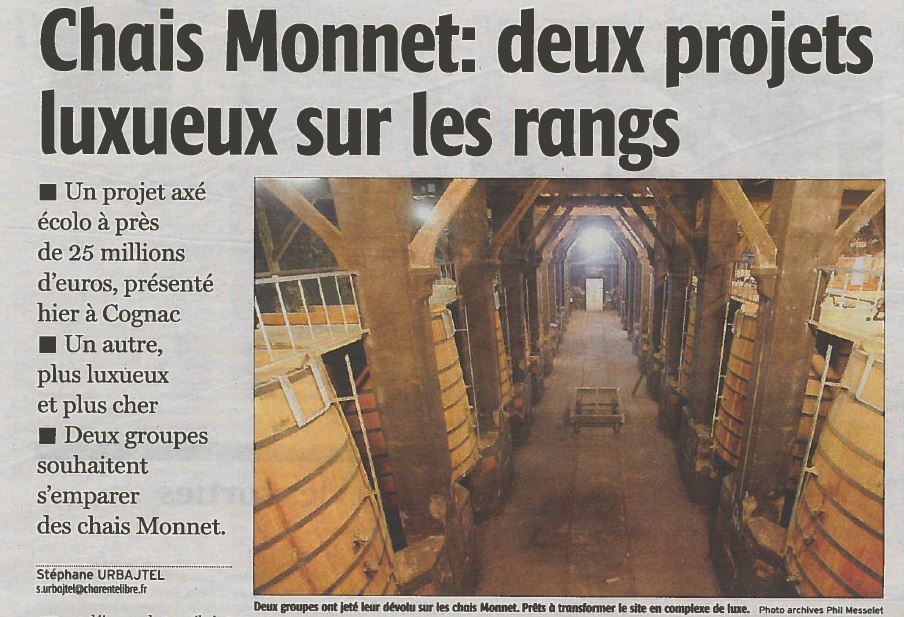 Chais Monnet: deux projets
luxueux sur les rangs
■ Un projet axé
écolo à près
de 25 millions
d'euros, présenté
hier à Cognac
■ Un autre,
plus luxueux
et plus cher
■ Deux groupes
souhaitent
s'emparer
des chais Monnet.
Stéphane URBAJTEL
s.urbajtel@charentelibre.fr
Deux groupes ont jeté leur dévolu sur les chais Monnet. Prêts à transformer le site en complexe de luxe. Photo archives Phil Messelet